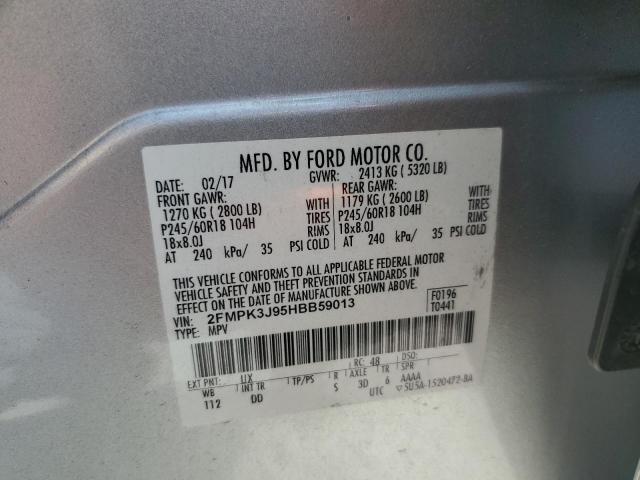 MFD. BY FORD MOTOR CO.
DATE: 02/17 GVWR: 2413 KG ( 5320 LB)
FRONT GAWR: REAR GAWR:
1270 KG ( 2800 LB) 1179 KG ( 2600 LB)
P245/60R18 104H TIRES P245/60R18 104H TIRES
18x8.0J RIMS 18x8.0J RIMS
AT 240 kPa/ 35 PSI COLD AT 240 kPa/ 35 PSI COLD
THIS VEHICLE CONFORMS TO ALL APPLICABLE FEDERAL MOTOR
VEHICLE SAFETY AND THEFT PREVENTION STANDARDS IN
EFFECT ON THE DATE OF MANUFACTURE SHOWN ABOVE.
VIN: 2FMPK3J95HBB59013 F0196
TYPE: MPV T0441
EXT PNT: UX RC: 48 DSO:
WB INT TR TP/PS R AXLE TR SPR
112 DD S 3D 6 AAAA
UTC 5U5A-1520472-BA